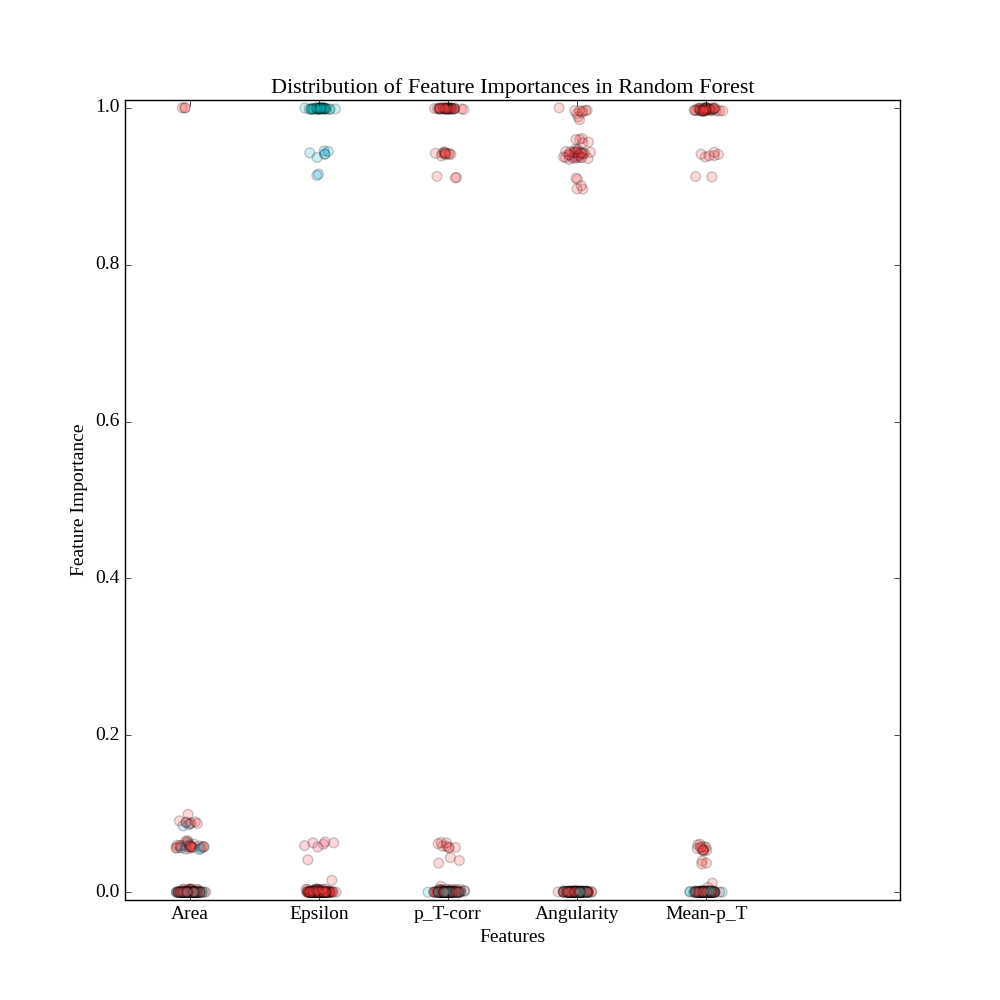 Distribution of Feature Importances in Random Forest
1.0
0.8
0.6
0.4
0.2
0.0
Feature Importance
Area Epsilon p_T-corr Angularity Mean-p_T
Features